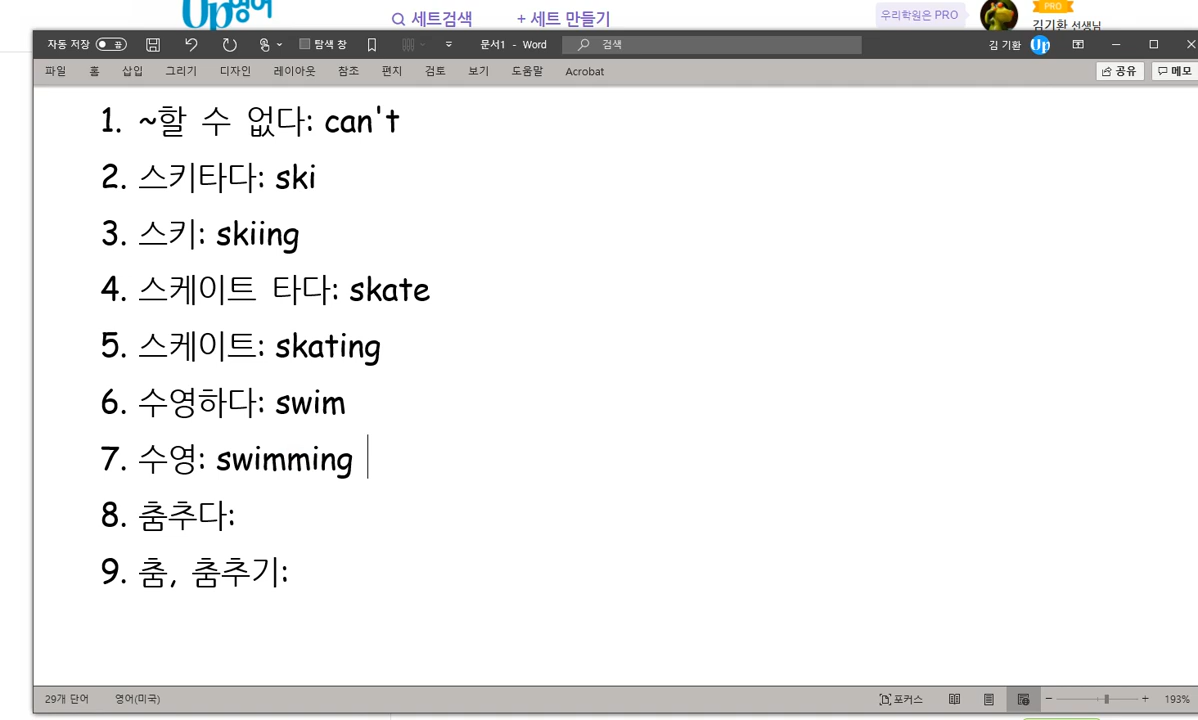 Up영어
세트검색
+ 세트 만들기
우리학원은 PRO
PRO
김기환 선생님
자동 저장
탐색 창
문서1 - Word
검색
김 기환
Up
파일 홈 삽입 그리기 디자인 레이아웃 참조 편지 검토 보기 도움말 Acrobat
공유
메모
1. ~할 수 없다: can't
2. 스키타다: ski
3. 스키: skiing
4. 스케이트 타다: skate
5. 스케이트: skating
6. 수영하다: swim
7. 수영: swimming
8. 춤추다:
9. 춤, 춤추기:
29개 단어
영어(미국)
포커스
193%